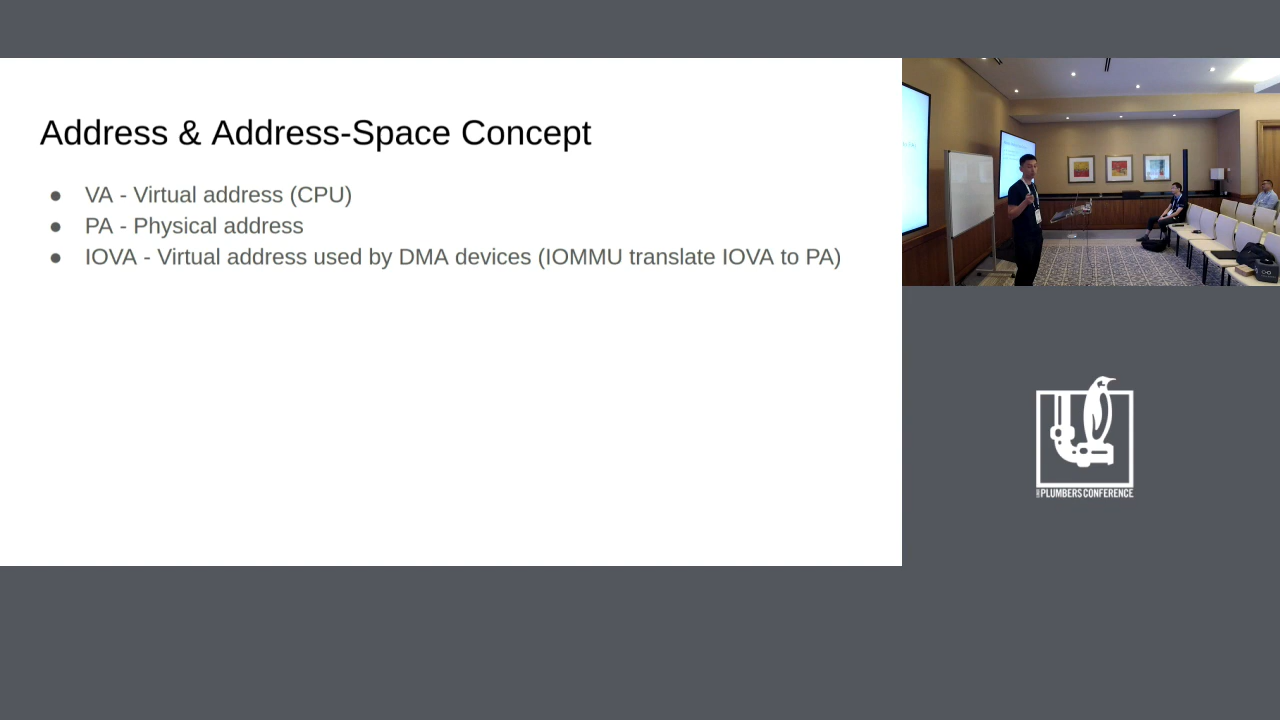 Address & Address-Space Concept
● VA - Virtual address (CPU)
● PA - Physical address
● IOVA - Virtual address used by DMA devices (IOMMU translate IOVA to PA)
PLUMBERS CONFERENCE